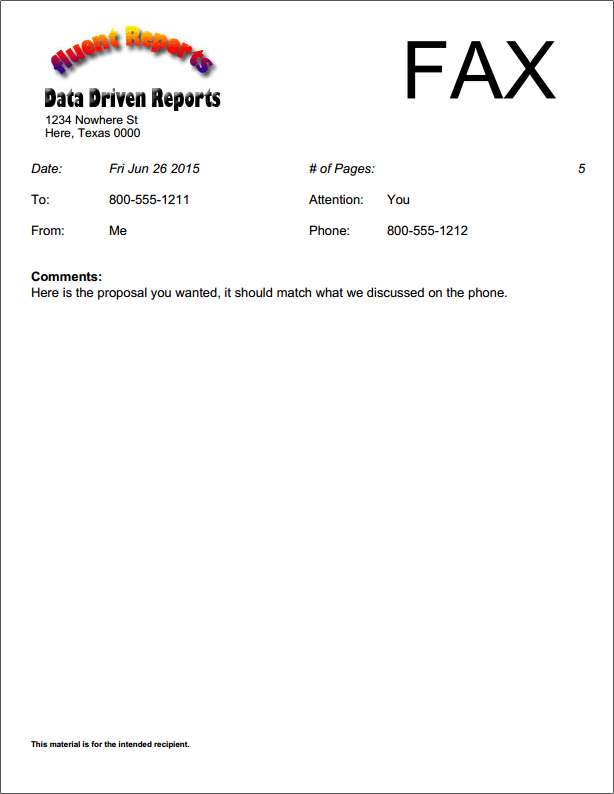 fluent Reports
FAX
Data Driven Reports
1234 Nowhere St
Here, Texas 0000
Date: Fri Jun 26 2015 # of Pages: 5
To: 800-555-1211 Attention: You
From: Me Phone: 800-555-1212
Comments:
Here is the proposal you wanted, it should match what we discussed on the phone.
This material is for the intended recipient.